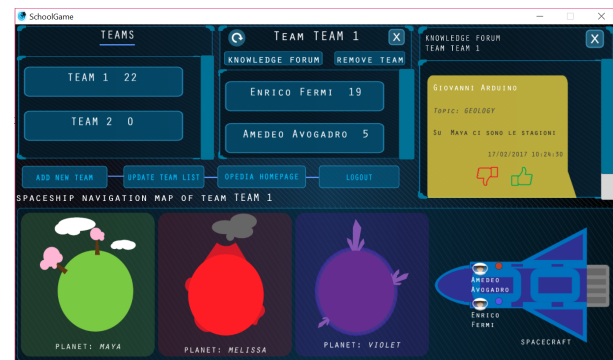 SchoolGame
TEAMS
TEAM 1 22
TEAM 2 0
TEAM TEAM 1
X
KNOWLEDGE FORUM
REMOVE TEAM
ENRICO FERMI 19
AMEDEO AVOGADRO 5
KNOWLEDGE FORUM
TEAM TEAM 1
X
GIOVANNI ARDUINO
TOPIC: GEOLOGY
SU MAYA CI SONO LE STAGIONI
17/02/2017 10:24:30
ADD NEW TEAM
UPDATE TEAM LIST
OPEDIA HOMEPAGE
LOGOUT
SPACESHIP NAVIGATION MAP OF TEAM TEAM 1
PLANET: MAYA
PLANET: MELISSA
PLANET: VIOLET
AMEDEO
AVOGADRO
ENRICO
FERMI
SPACECRAFT